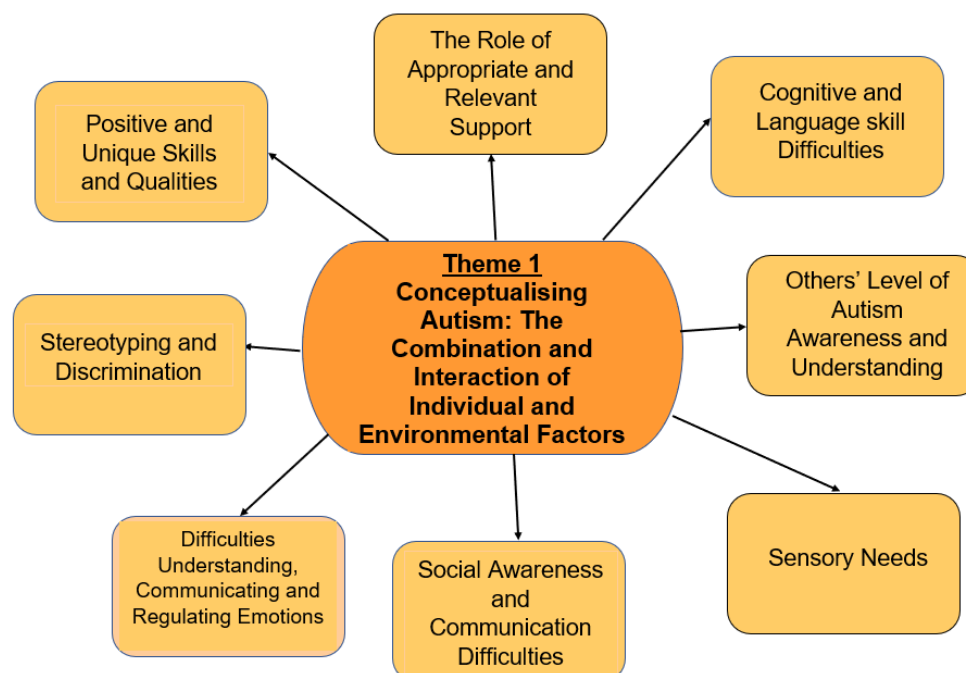 The Role of
Appropriate and
Relevant
Support
Cognitive and
Language skill
Difficulties
Positive and
Unique Skills
and Qualities
Theme 1
Conceptualising
Autism: The
Combination and
Interaction of
Individual and
Environmental Factors
Others’ Level of
Autism
Awareness and
Understanding
Stereotyping and
Discrimination
Sensory Needs
Difficulties
Understanding,
Communicating and
Regulating Emotions
Social Awareness
and
Communication
Difficulties